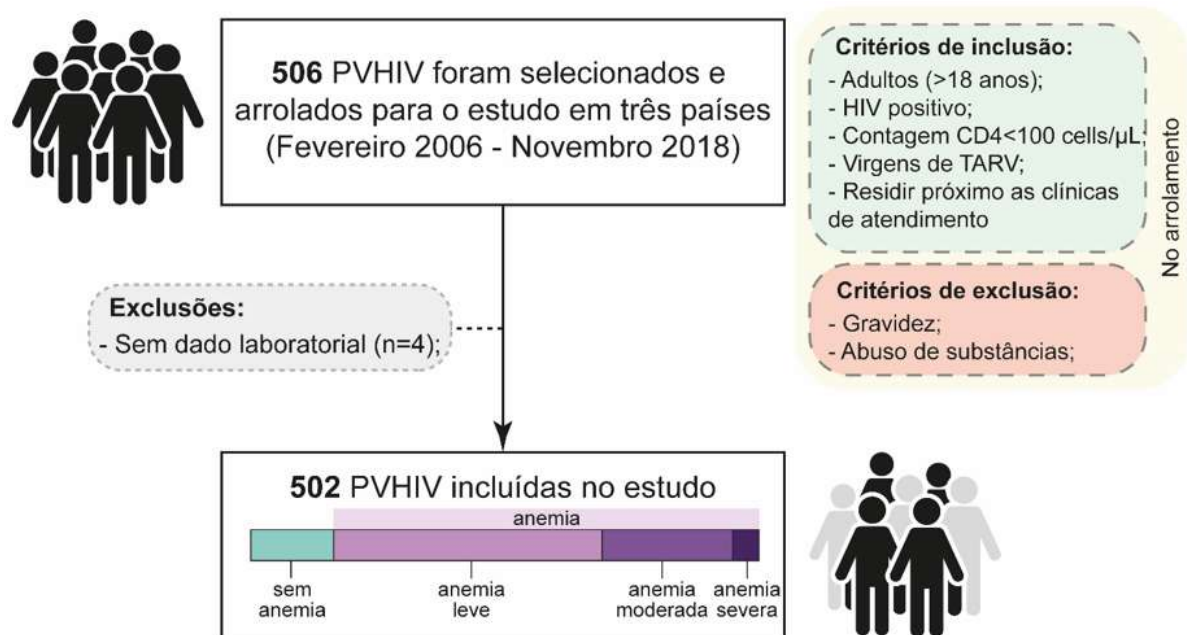 506 PVHIV foram selecionados e
arrolados para o estudo em três países
(Fevereiro 2006 - Novembro 2018)
Critérios de inclusão:
- Adultos (>18 anos);
- HIV positivo;
- Contagem CD4<100 cells/µL;
- Virgens de TARV;
- Residir próximo as clínicas
de atendimento
Critérios de exclusão:
- Gravidez;
- Abuso de substâncias;
No arrolamento
Exclusões:
- Sem dado laboratorial (n=4);
502 PVHIV incluídas no estudo
anemia
sem
anemia
anemia
leve
anemia
moderada
anemia
severa